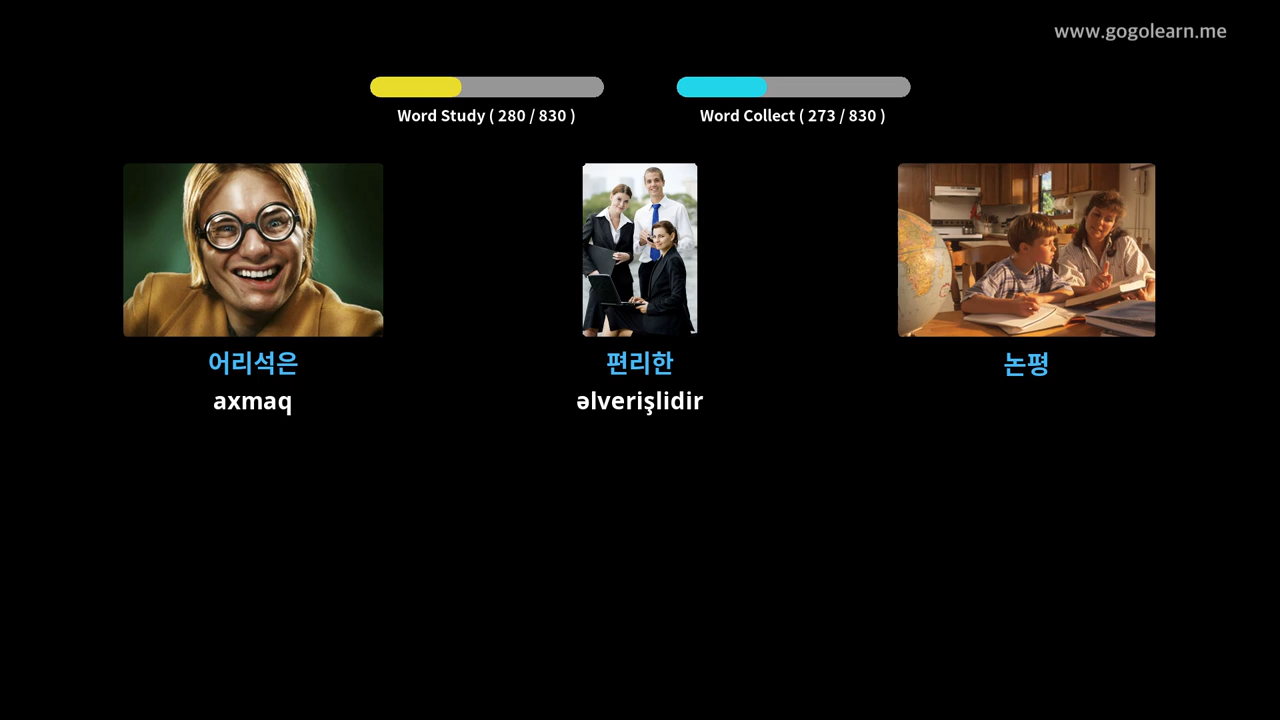 www.gogolearn.me
Word Study ( 280 / 830 )
Word Collect ( 273 / 830 )
어리석은
편리한
논평
axmaq
əlverişlidir